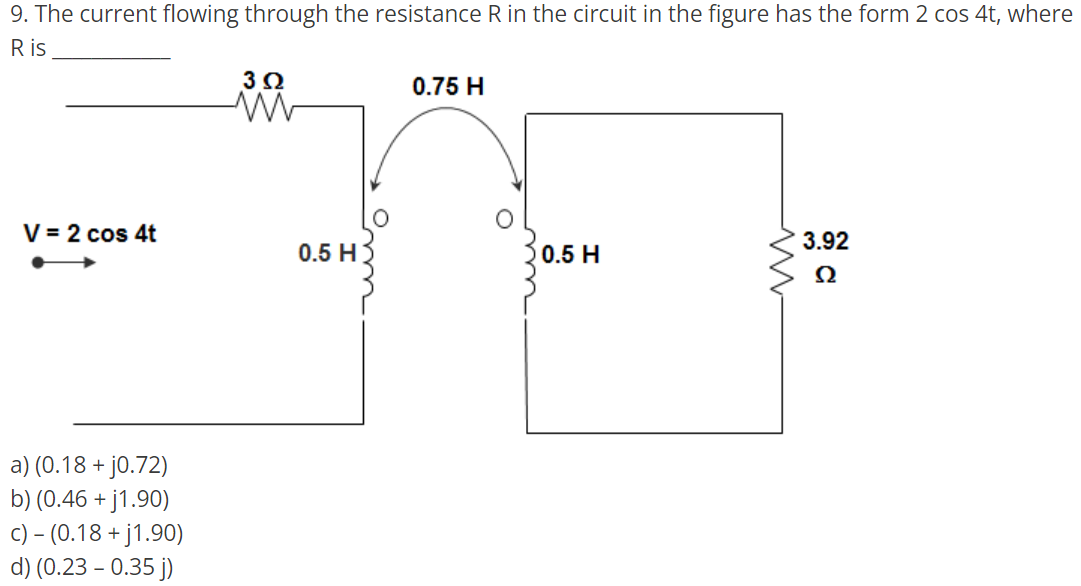 9. The current flowing through the resistance R in the circuit in the figure has the form 2 cos 4t, where
R is ____________
3 Ω
0.75 H
V = 2 cos 4t
0.5 H
0.5 H
3.92
Ω
a) (0.18 + j0.72)
b) (0.46 + j1.90)
c) – (0.18 + j1.90)
d) (0.23 – 0.35 j)